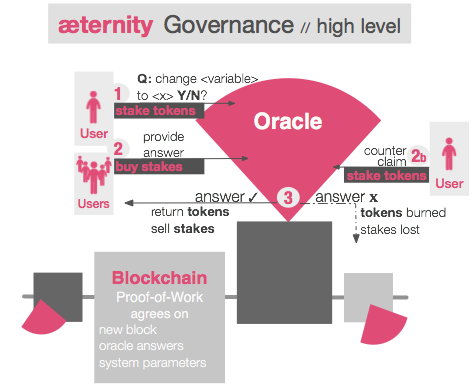 æternity Governance // high level
Q: change <variable>
to <x> Y/N?
1
stake tokens
User
Oracle
2
provide
answer
buy stakes
Users
counter
claim
2b
stake tokens
User
answer ✓
3
answer x
return tokens
sell stakes
tokens burned
stakes lost
Blockchain
Proof-of-Work
agrees on
new block
oracle answers
system parameters